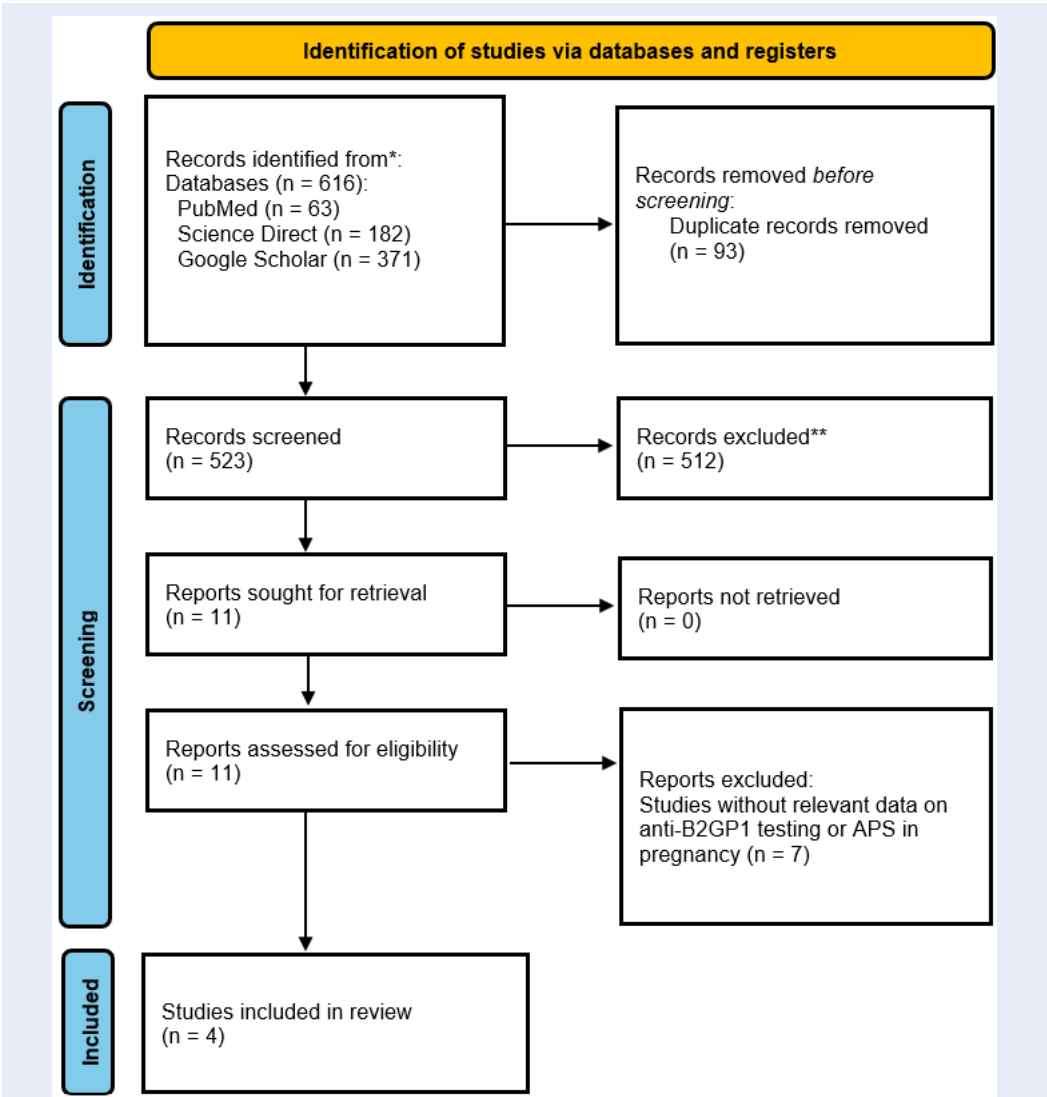 Identification of studies via databases and registers
Identification
Records identified from*:
Databases (n = 616):
PubMed (n = 63)
Science Direct (n = 182)
Google Scholar (n = 371)
Records removed before
screening:
Duplicate records removed
(n = 93)
Screening
Records screened
(n = 523)
Records excluded**
(n = 512)
Reports sought for retrieval
(n = 11)
Reports not retrieved
(n = 0)
Reports assessed for eligibility
(n = 11)
Reports excluded:
Studies without relevant data on
anti-B2GP1 testing or APS in
pregnancy (n = 7)
Included
Studies included in review
(n = 4)